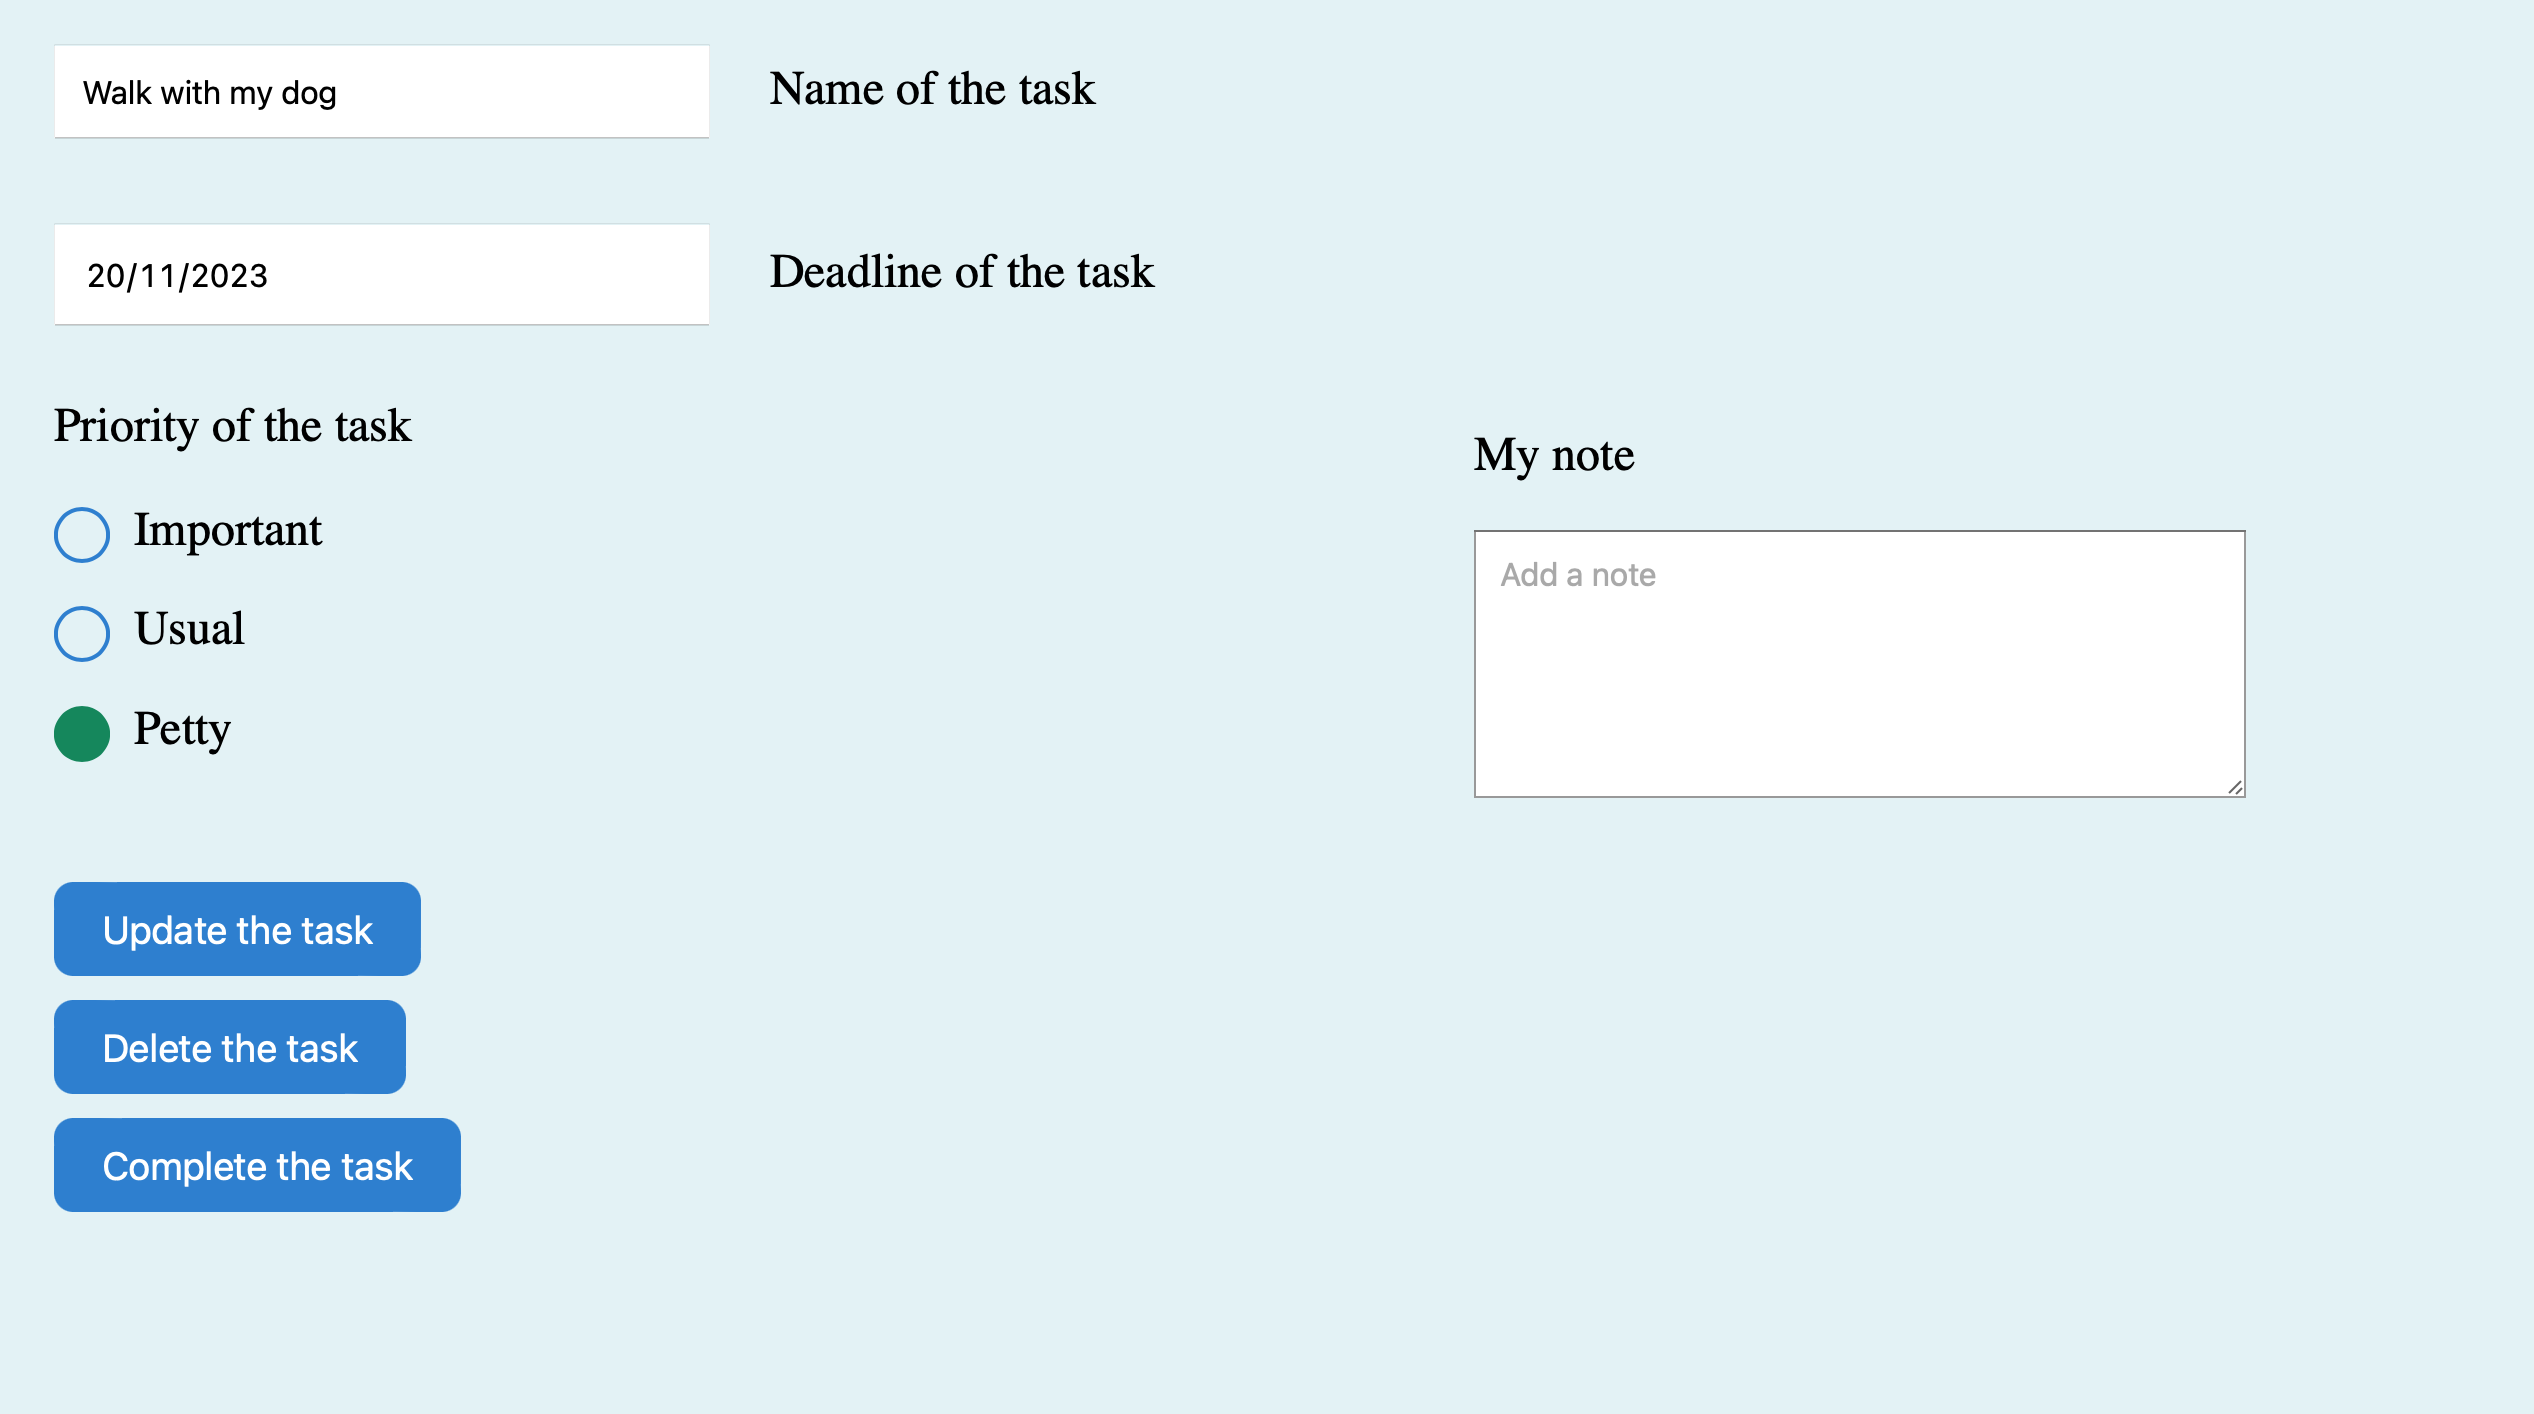 Walk with my dog
Name of the task
20/11/2023
Deadline of the task
Priority of the task
Important
Usual
Petty
My note
Add a note
Update the task
Delete the task
Complete the task